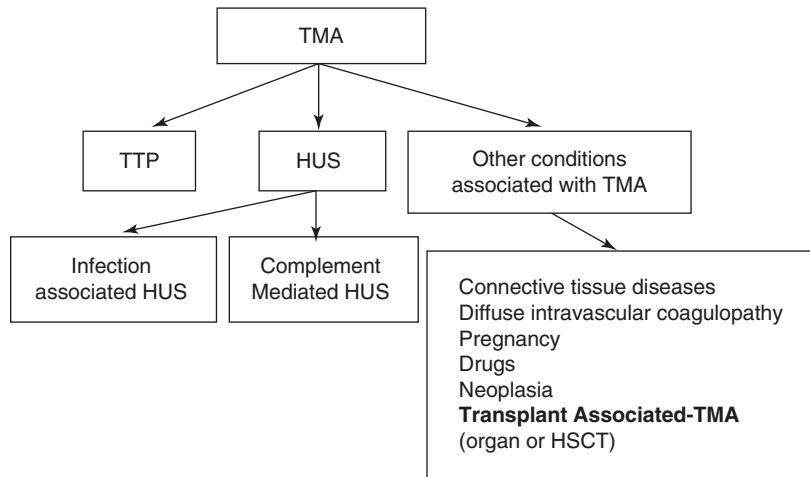 TMA
TTP
HUS
Other conditions
associated with TMA
Infection
associated HUS
Complement
Mediated HUS
Connective tissue diseases
Diffuse intravascular coagulopathy
Pregnancy
Drugs
Neoplasia
Transplant Associated-TMA
(organ or HSCT)